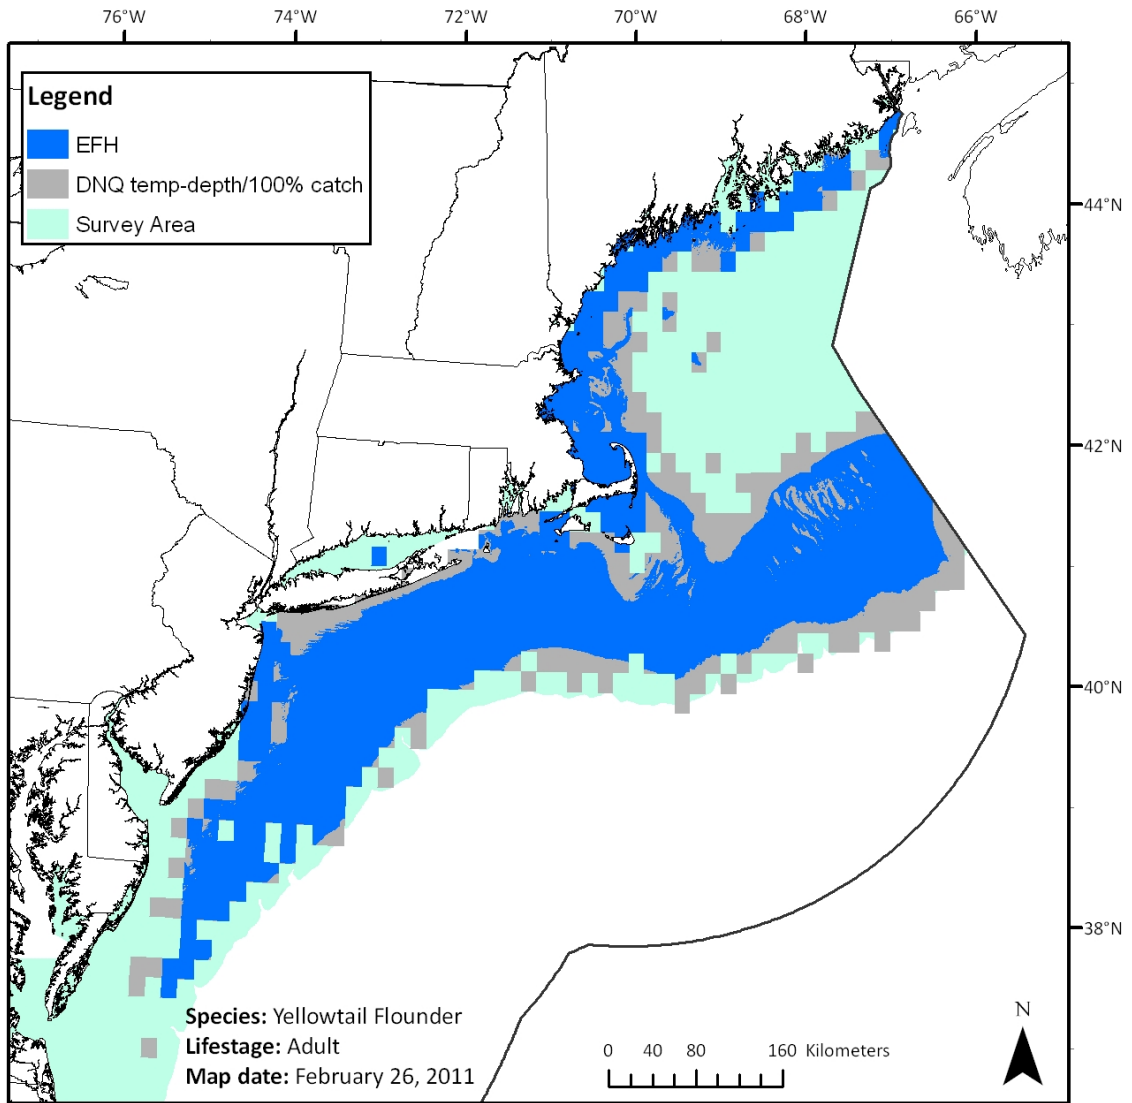 76°W 74°W 72°W 70°W 68°W 66°W
Legend
EFH
DNQ temp-depth/100% catch
Survey Area
44°N
42°N
40°N
38°N
Species: Yellowtail Flounder
Lifestage: Adult
Map date: February 26, 2011
0 40 80 160 Kilometers
N